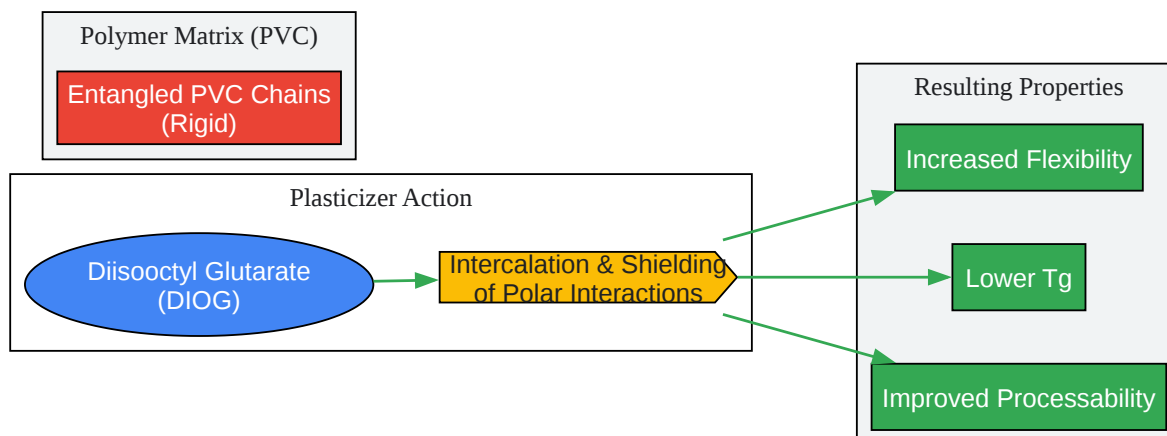 Polymer Matrix (PVC)
Entangled PVC Chains
(Rigid)
Plasticizer Action
Diisooctyl Glutarate
(DIOG)
Intercalation & Shielding
of Polar Interactions
Resulting Properties
Increased Flexibility
Lower Tg
Improved Processability